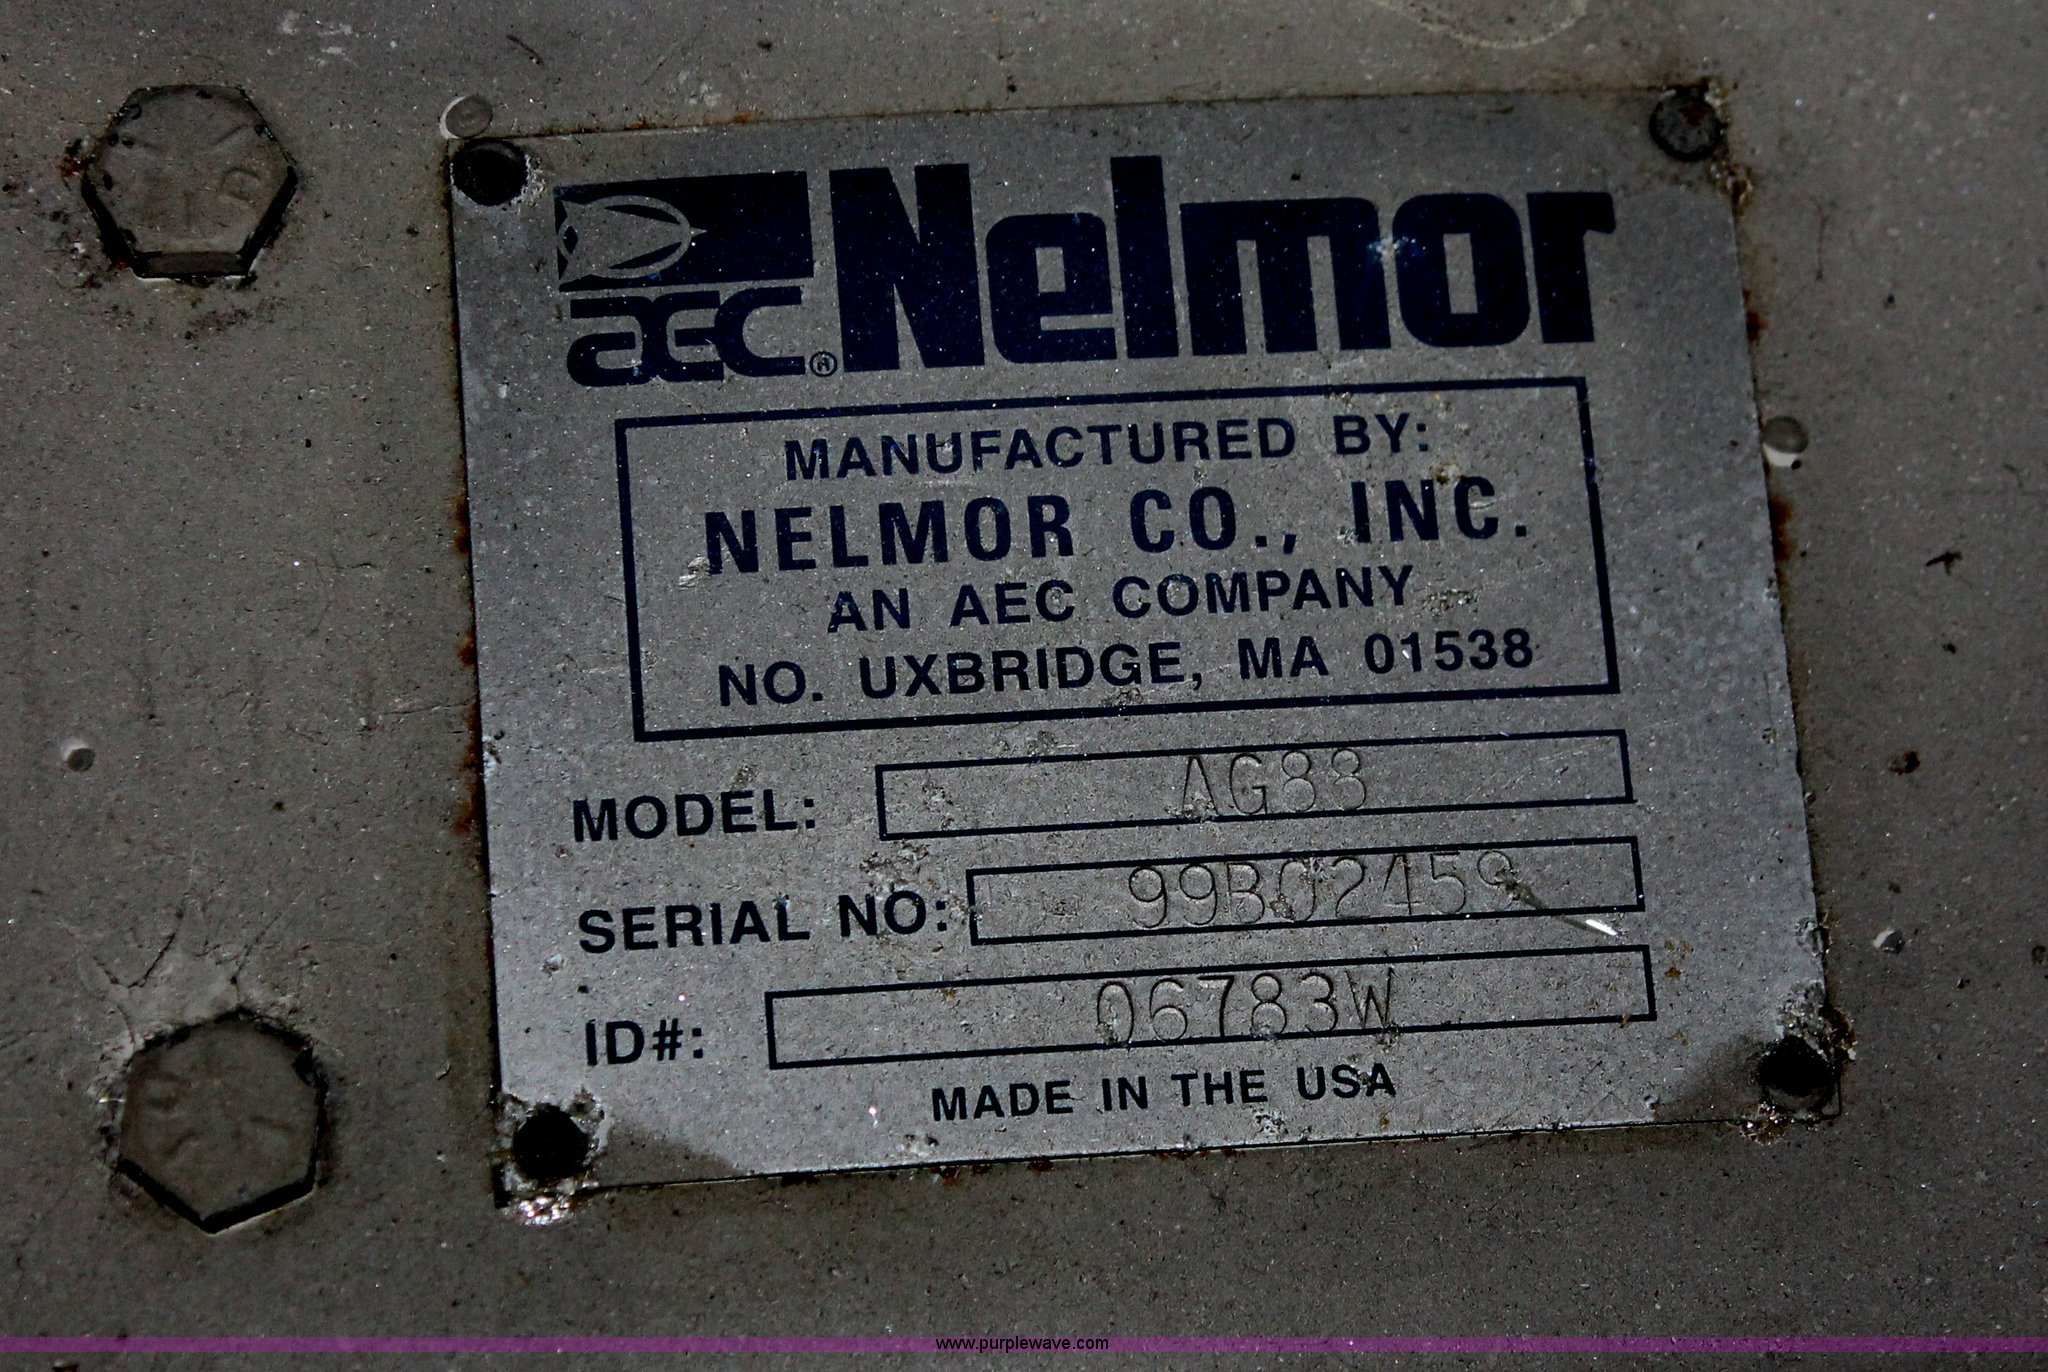 Nelmor
aEC®
MANUFACTURED BY:
NELMOR CO., INC.
AN AEC COMPANY
NO. UXBRIDGE, MA 01538
MODEL: AG88
SERIAL NO: 99B02459
ID#: 06783W
MADE IN THE USA
www.purplewave.com